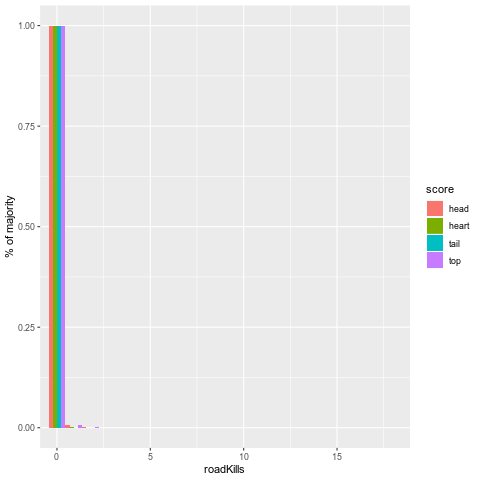 1.00
0.75
0.50
0.25
0.00
% of majority
0
5
10
15
roadKills
score
head
heart
tail
top